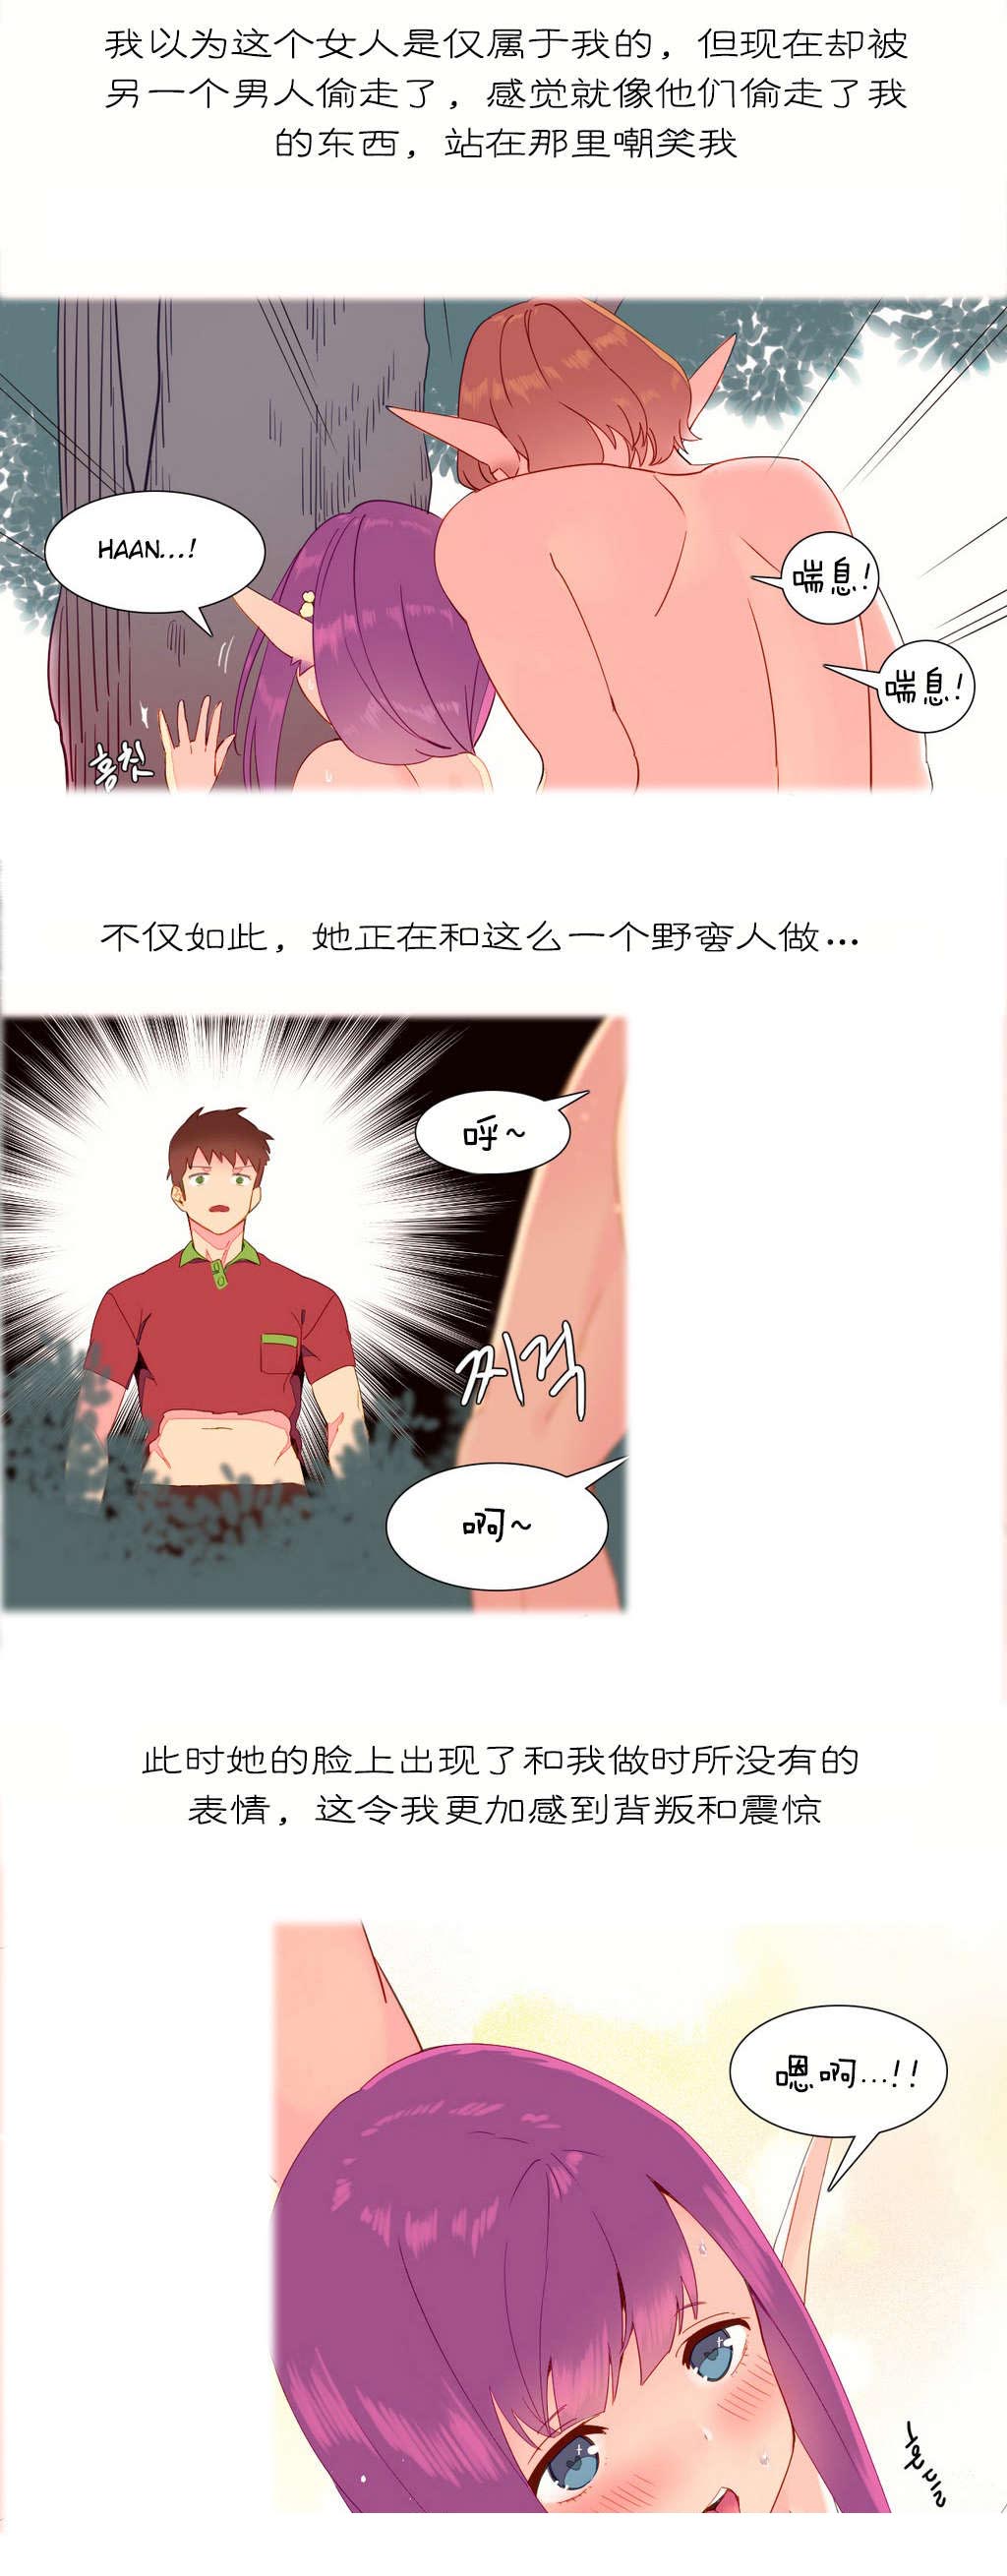 我以为这个女人是仅属于我的，但现在却被
另一个男人偷走了，感觉就像他们偷走了我
的东西，站在那里嘲笑我
HAAN...!
喘息!
喘息!
흠칫
不仅如此，她正在和这么一个野蛮人做...
呼~
찌걱
啊~
此时她的脸上出现了和我做时所没有的
表情，这令我更加感到背叛和震惊
嗯啊...!!